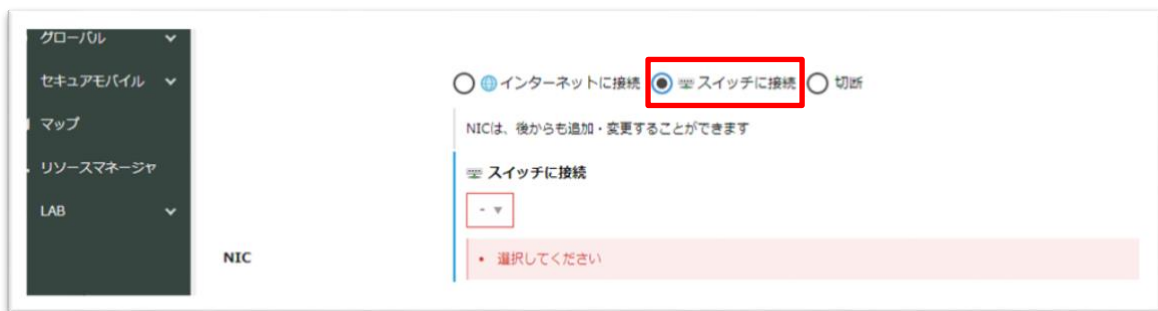 グローバル
セキュアモバイル
マップ
リソースマネージャ
LAB
インターネットに接続 スイッチに接続 切断
NICは、後からも追加・変更することができます
スイッチに接続
-
NIC
• 選択してください